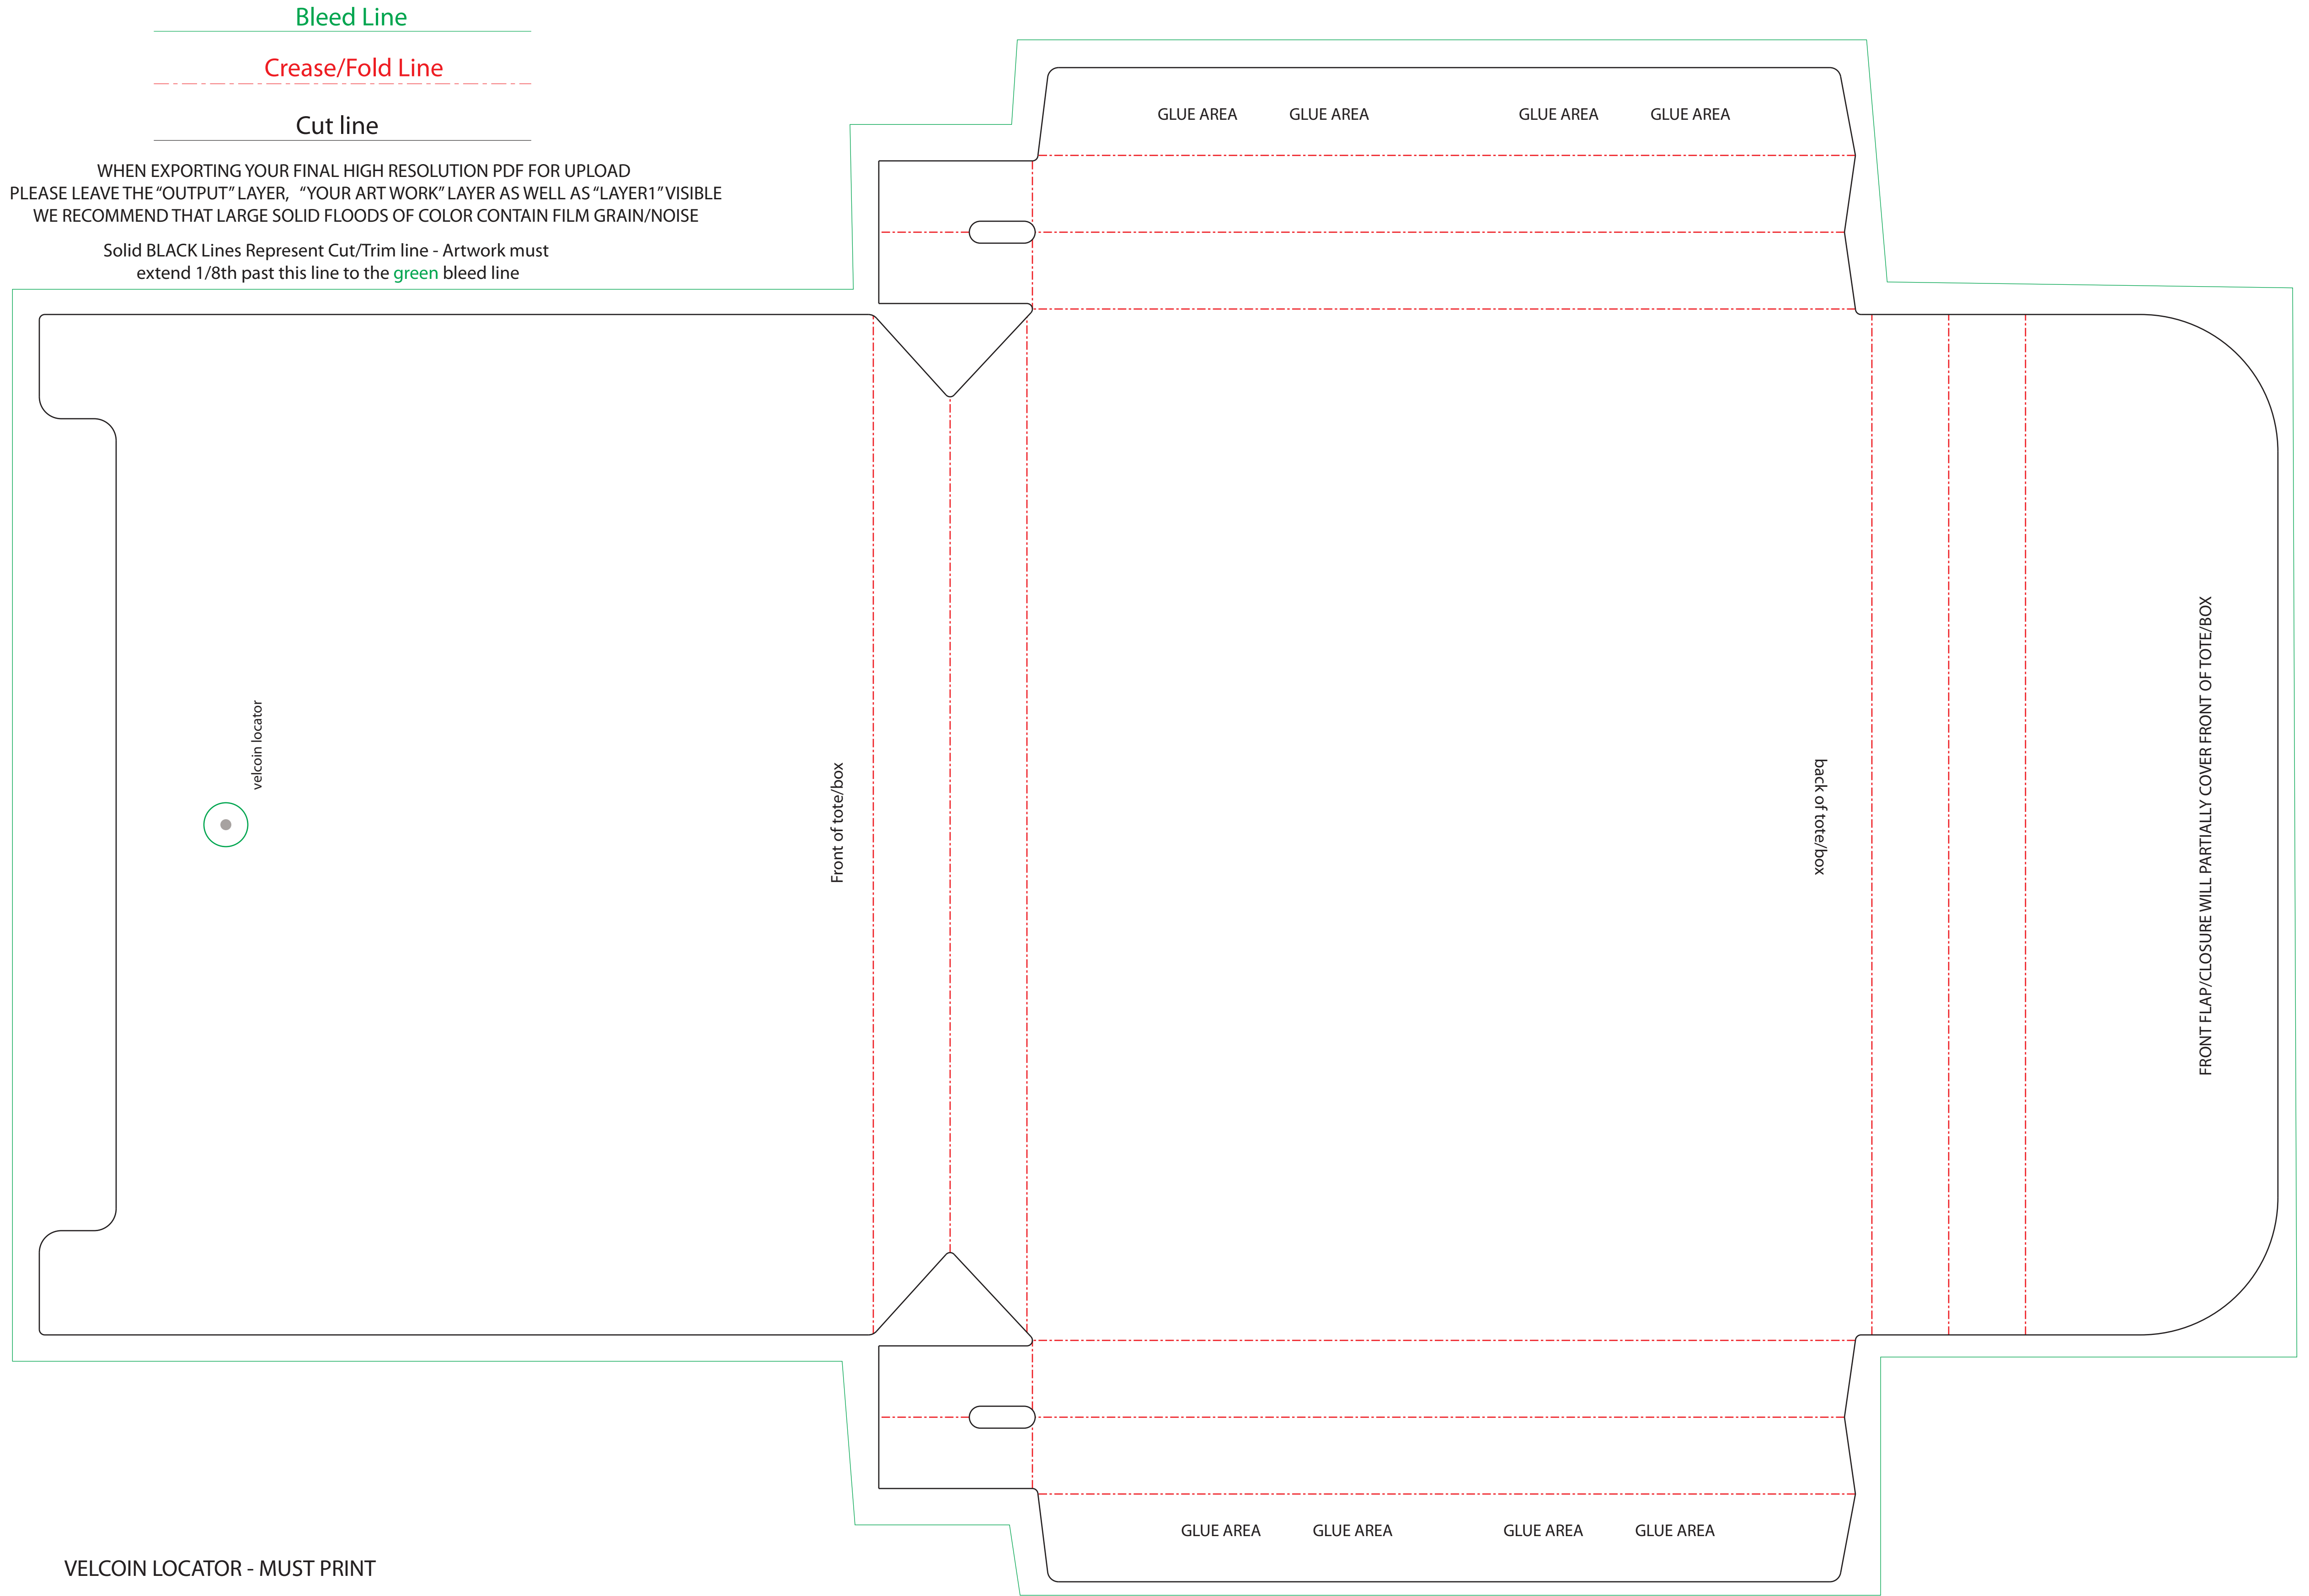 Bleed Line
Crease/Fold Line
Cut line
WHEN EXPORTING YOUR FINAL HIGH RESOLUTION PDF FOR UPLOAD
PLEASE LEAVE THE “OUTPUT” LAYER, “YOUR ART WORK” LAYER AS WELL AS “LAYER1” VISIBLE
WE RECOMMEND THAT LARGE SOLID FLOODS OF COLOR CONTAIN FILM GRAIN/NOISE
Solid BLACK Lines Represent Cut/Trim line - Artwork must
extend 1/8th past this line to the green bleed line
GLUE AREA GLUE AREA GLUE AREA GLUE AREA
velcoin locator
Front of tote/box
back of tote/box
FRONT FLAP/CLOSURE WILL PARTIALLY COVER FRONT OF TOTE/BOX
GLUE AREA GLUE AREA GLUE AREA GLUE AREA
VELCOIN LOCATOR - MUST PRINT